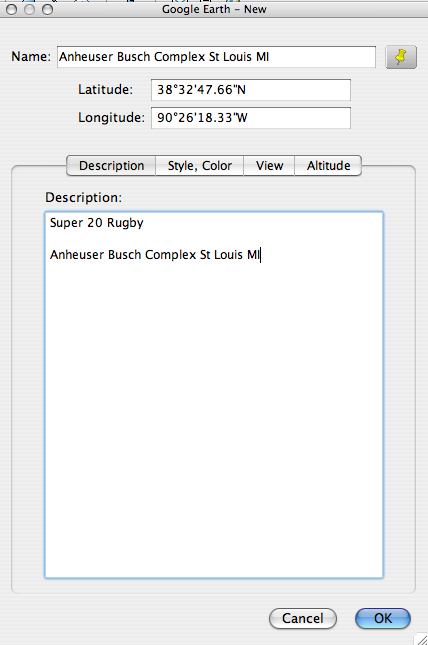 Google Earth - New
Name: Anheuser Busch Complex St Louis MI
Latitude: 38°32'47.66"N
Longitude: 90°26'18.33"W
Description Style, Color View Altitude
Description:
Super 20 Rugby
Anheuser Busch Complex St Louis MI
Cancel OK